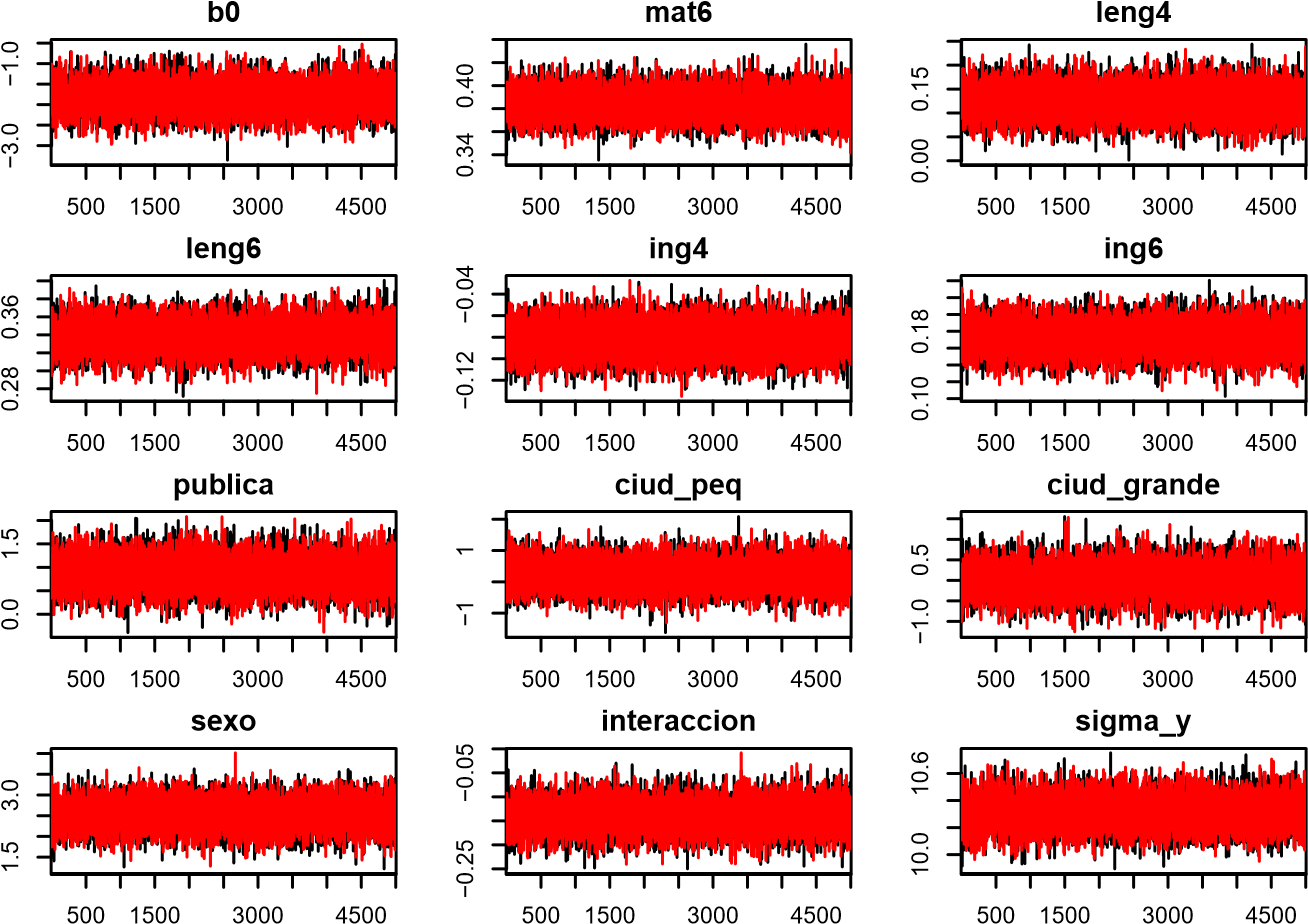 b0 mat6 leng4
−1.0 −3.0 0.40 0.34 0.15 0.00
500 1500 3000 4500 500 1500 3000 4500 500 1500 3000 4500
leng6 ing4 ing6
0.36 0.28 −0.04 −0.12 0.18 0.10
500 1500 3000 4500 500 1500 3000 4500 500 1500 3000 4500
publica ciud_peq ciud_grande
1.5 0.0 1 −1 0.5 −1.0
500 1500 3000 4500 500 1500 3000 4500 500 1500 3000 4500
sexo interaccion sigma_y
3.0 1.5 −0.05 −0.25 10.6 10.0
500 1500 3000 4500 500 1500 3000 4500 500 1500 3000 4500